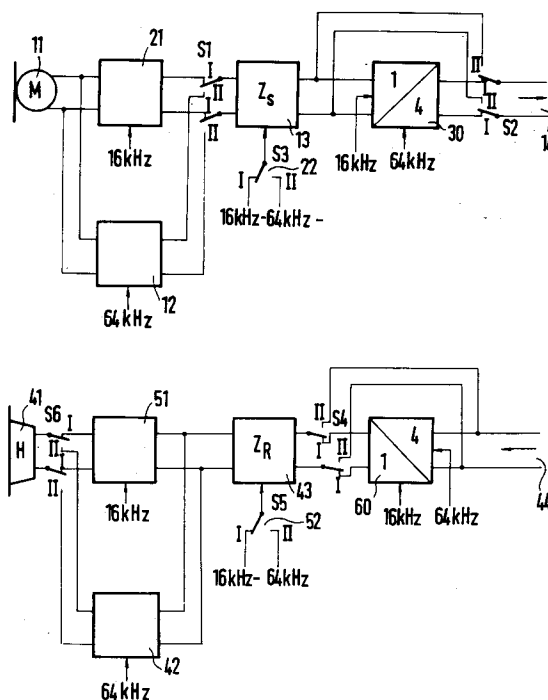 11
21
S1
I
II
M
I
II
Zs
13
1
4
30
II
II
I
S2
16kHz
S3
22
I
II
16kHz-64kHz-
16kHz
64kHz
12
64kHz
41
S6
I
51
II
H
II
16kHz
ZR
43
II
S4
I
II
I
4
1
60
16kHz
64kHz
44
S5
I
52
II
16kHz-64kHz
42
64kHz